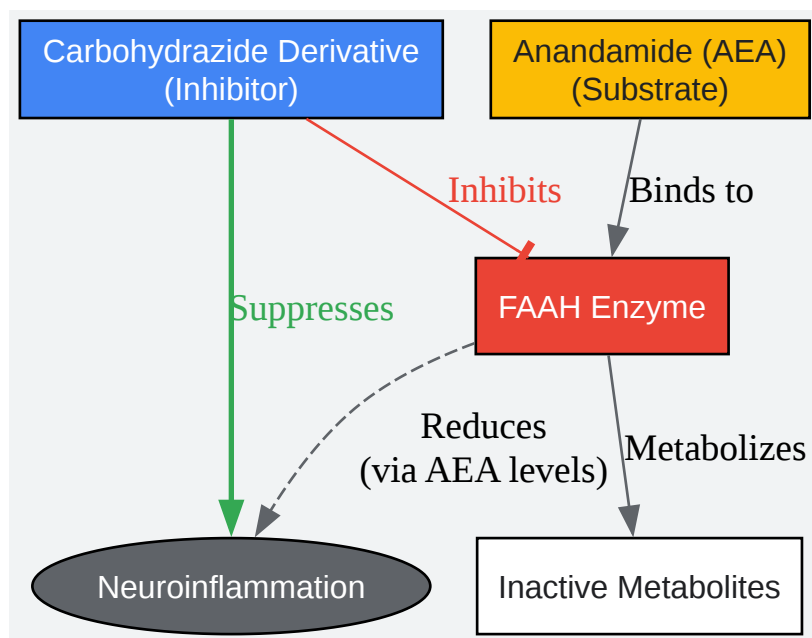 Carbohydrazide Derivative
(Inhibitor)
Anandamide (AEA)
(Substrate)
Inhibits
Binds to
Suppresses
FAAH Enzyme
Reduces
(via AEA levels)
Metabolizes
Neuroinflammation
Inactive Metabolites